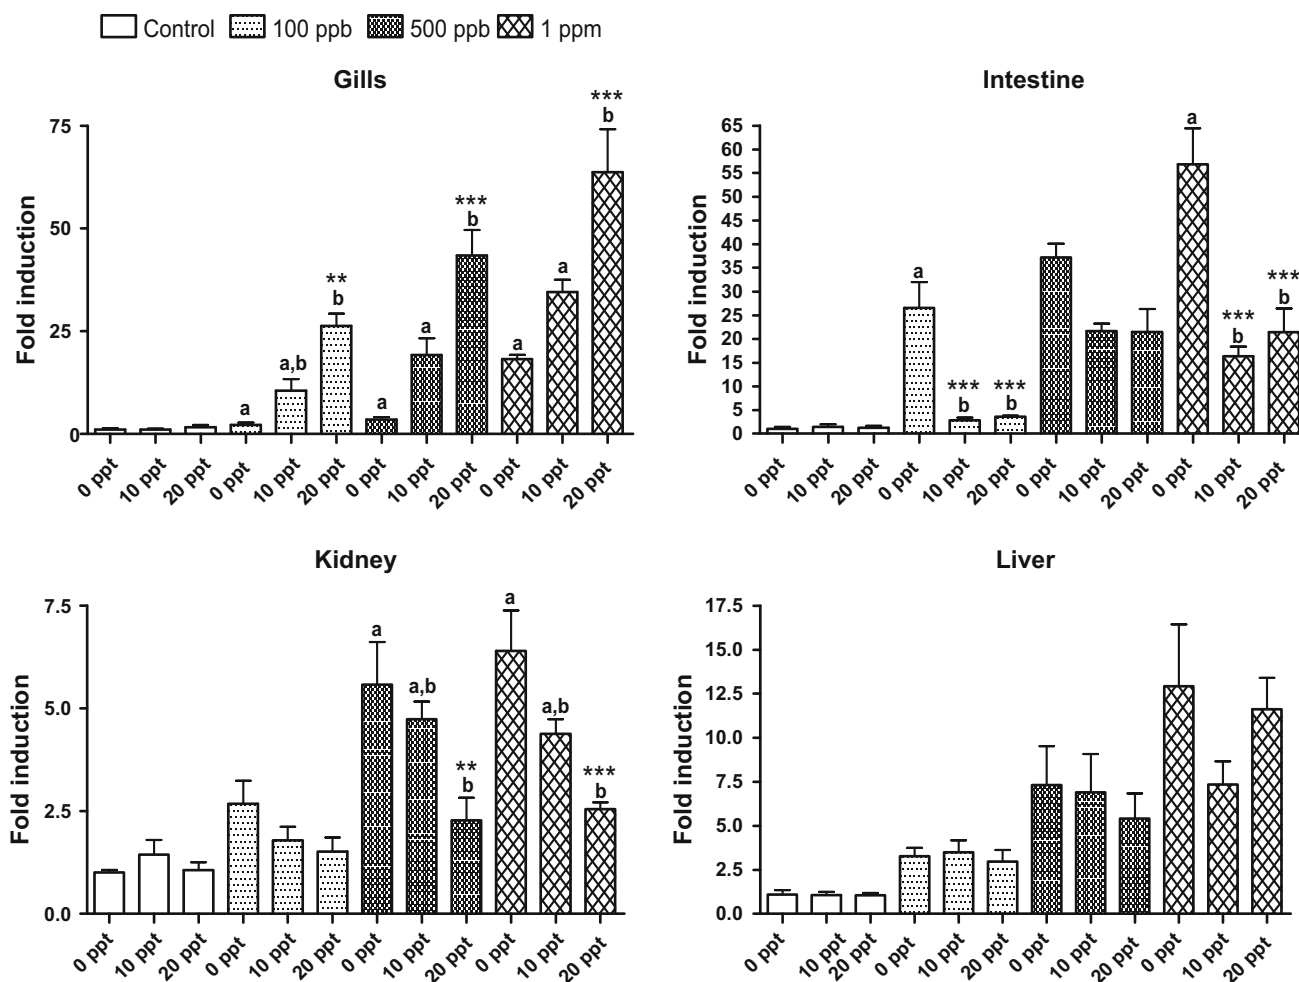 Control 100 ppb 500 ppb 1 ppm
Gills
Fold induction
75
50
25
0
a
a,b
**
b
a
a
***
b
a
a
***
b
0 ppt 10 ppt 20 ppt 0 ppt 10 ppt 20 ppt 0 ppt 10 ppt 20 ppt 0 ppt 10 ppt 20 ppt
Intestine
Fold induction
65
60
55
50
45
40
35
30
25
20
15
10
5
0
a
***
b
***
b
a
***
b
***
b
0 ppt 10 ppt 20 ppt 0 ppt 10 ppt 20 ppt 0 ppt 10 ppt 20 ppt 0 ppt 10 ppt 20 ppt
Kidney
Fold induction
7.5
5.0
2.5
0.0
a
a,b
**
b
a
a,b
***
b
0 ppt 10 ppt 20 ppt 0 ppt 10 ppt 20 ppt 0 ppt 10 ppt 20 ppt 0 ppt 10 ppt 20 ppt
Liver
Fold induction
17.5
15.0
12.5
10.0
7.5
5.0
2.5
0.0
0 ppt 10 ppt 20 ppt 0 ppt 10 ppt 20 ppt 0 ppt 10 ppt 20 ppt 0 ppt 10 ppt 20 ppt